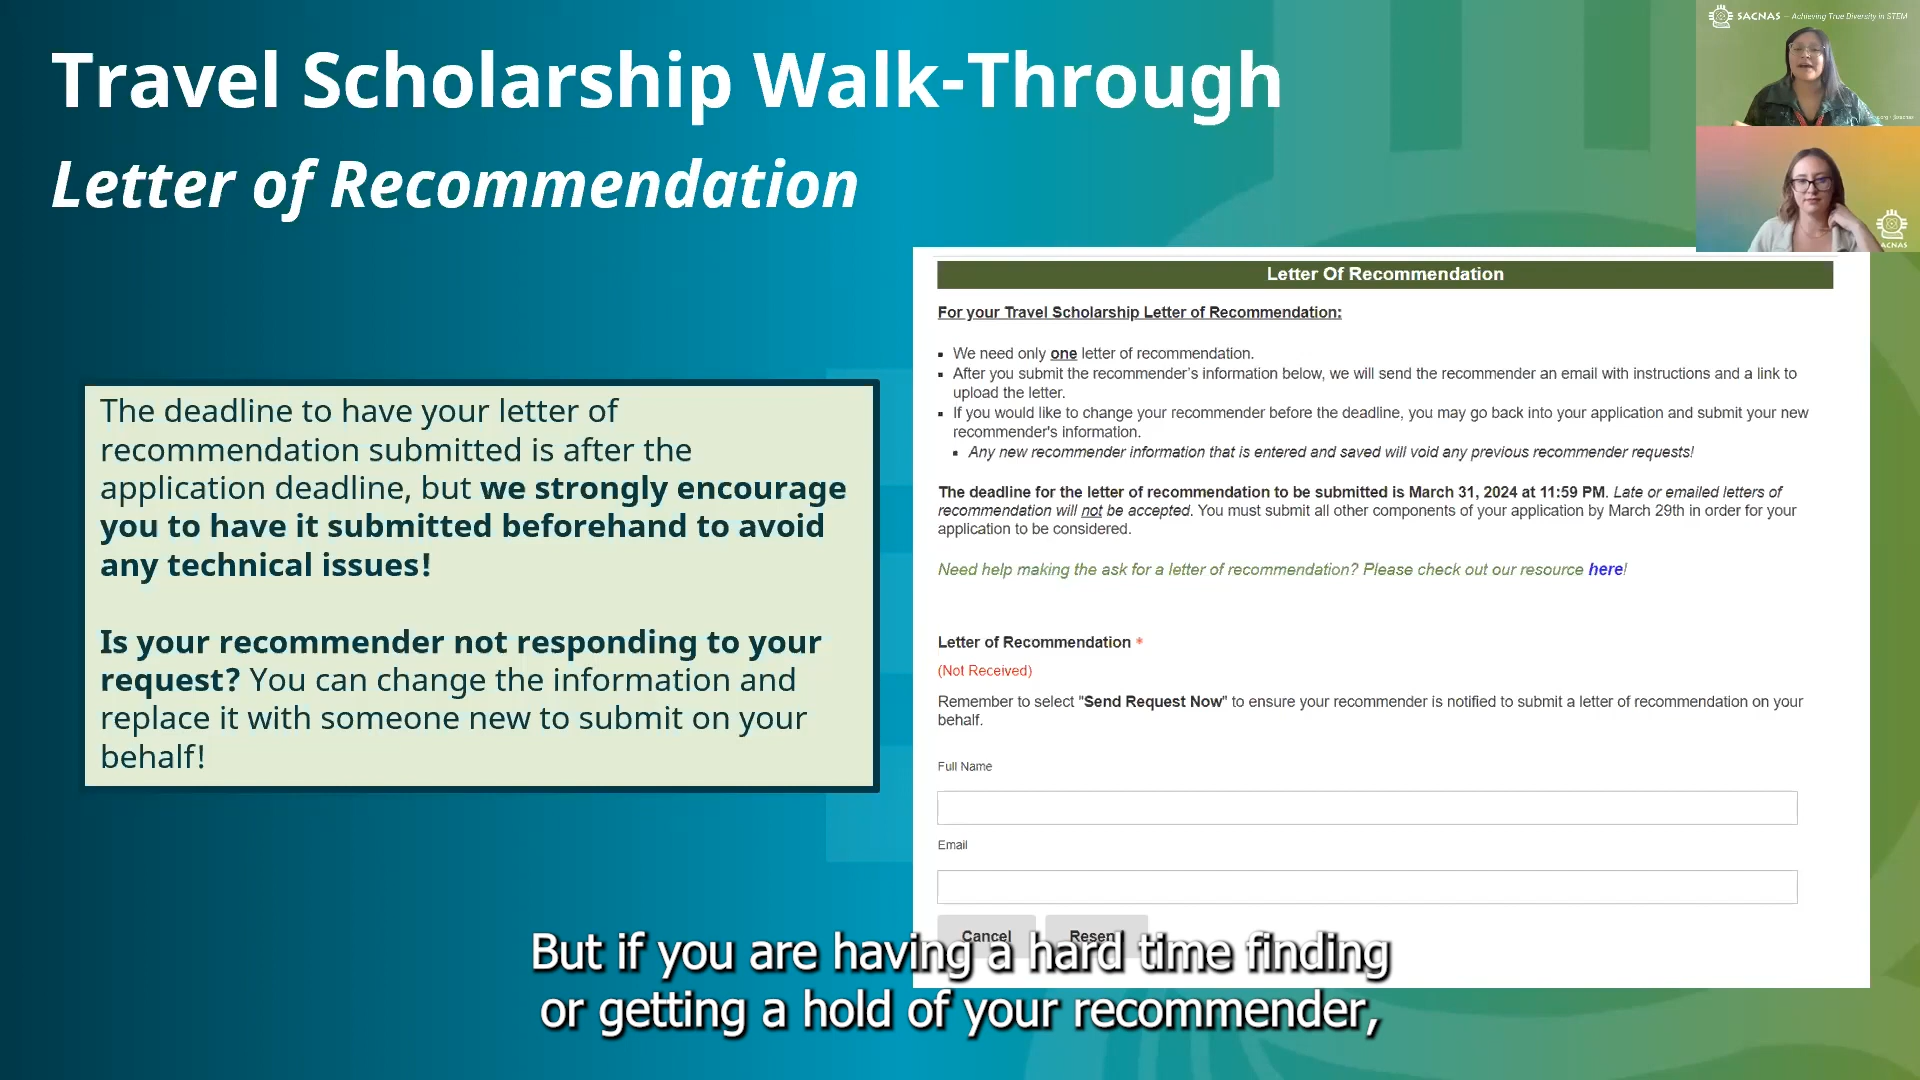 Travel Scholarship Walk-Through
Letter of Recommendation
SACNAS — Achieving True Diversity in STEM
The deadline to have your letter of
recommendation submitted is after the
application deadline, but we strongly encourage
you to have it submitted beforehand to avoid
any technical issues!
Is your recommender not responding to your
request? You can change the information and
replace it with someone new to submit on your
behalf!
Letter Of Recommendation
For your Travel Scholarship Letter of Recommendation:
▪ We need only one letter of recommendation.
▪ After you submit the recommender's information below, we will send the recommender an email with instructions and a link to
upload the letter.
▪ If you would like to change your recommender before the deadline, you may go back into your application and submit your new
recommender's information.
▪ Any new recommender information that is entered and saved will void any previous recommender requests!
The deadline for the letter of recommendation to be submitted is March 31, 2024 at 11:59 PM. Late or emailed letters of
recommendation will not be accepted. You must submit all other components of your application by March 29th in order for your
application to be considered.
Need help making the ask for a letter of recommendation? Please check out our resource here!
Letter of Recommendation *
(Not Received)
Remember to select "Send Request Now" to ensure your recommender is notified to submit a letter of recommendation on your
behalf.
Full Name
Email
Cancel
But if you are having a hard time finding
or getting a hold of your recommender,